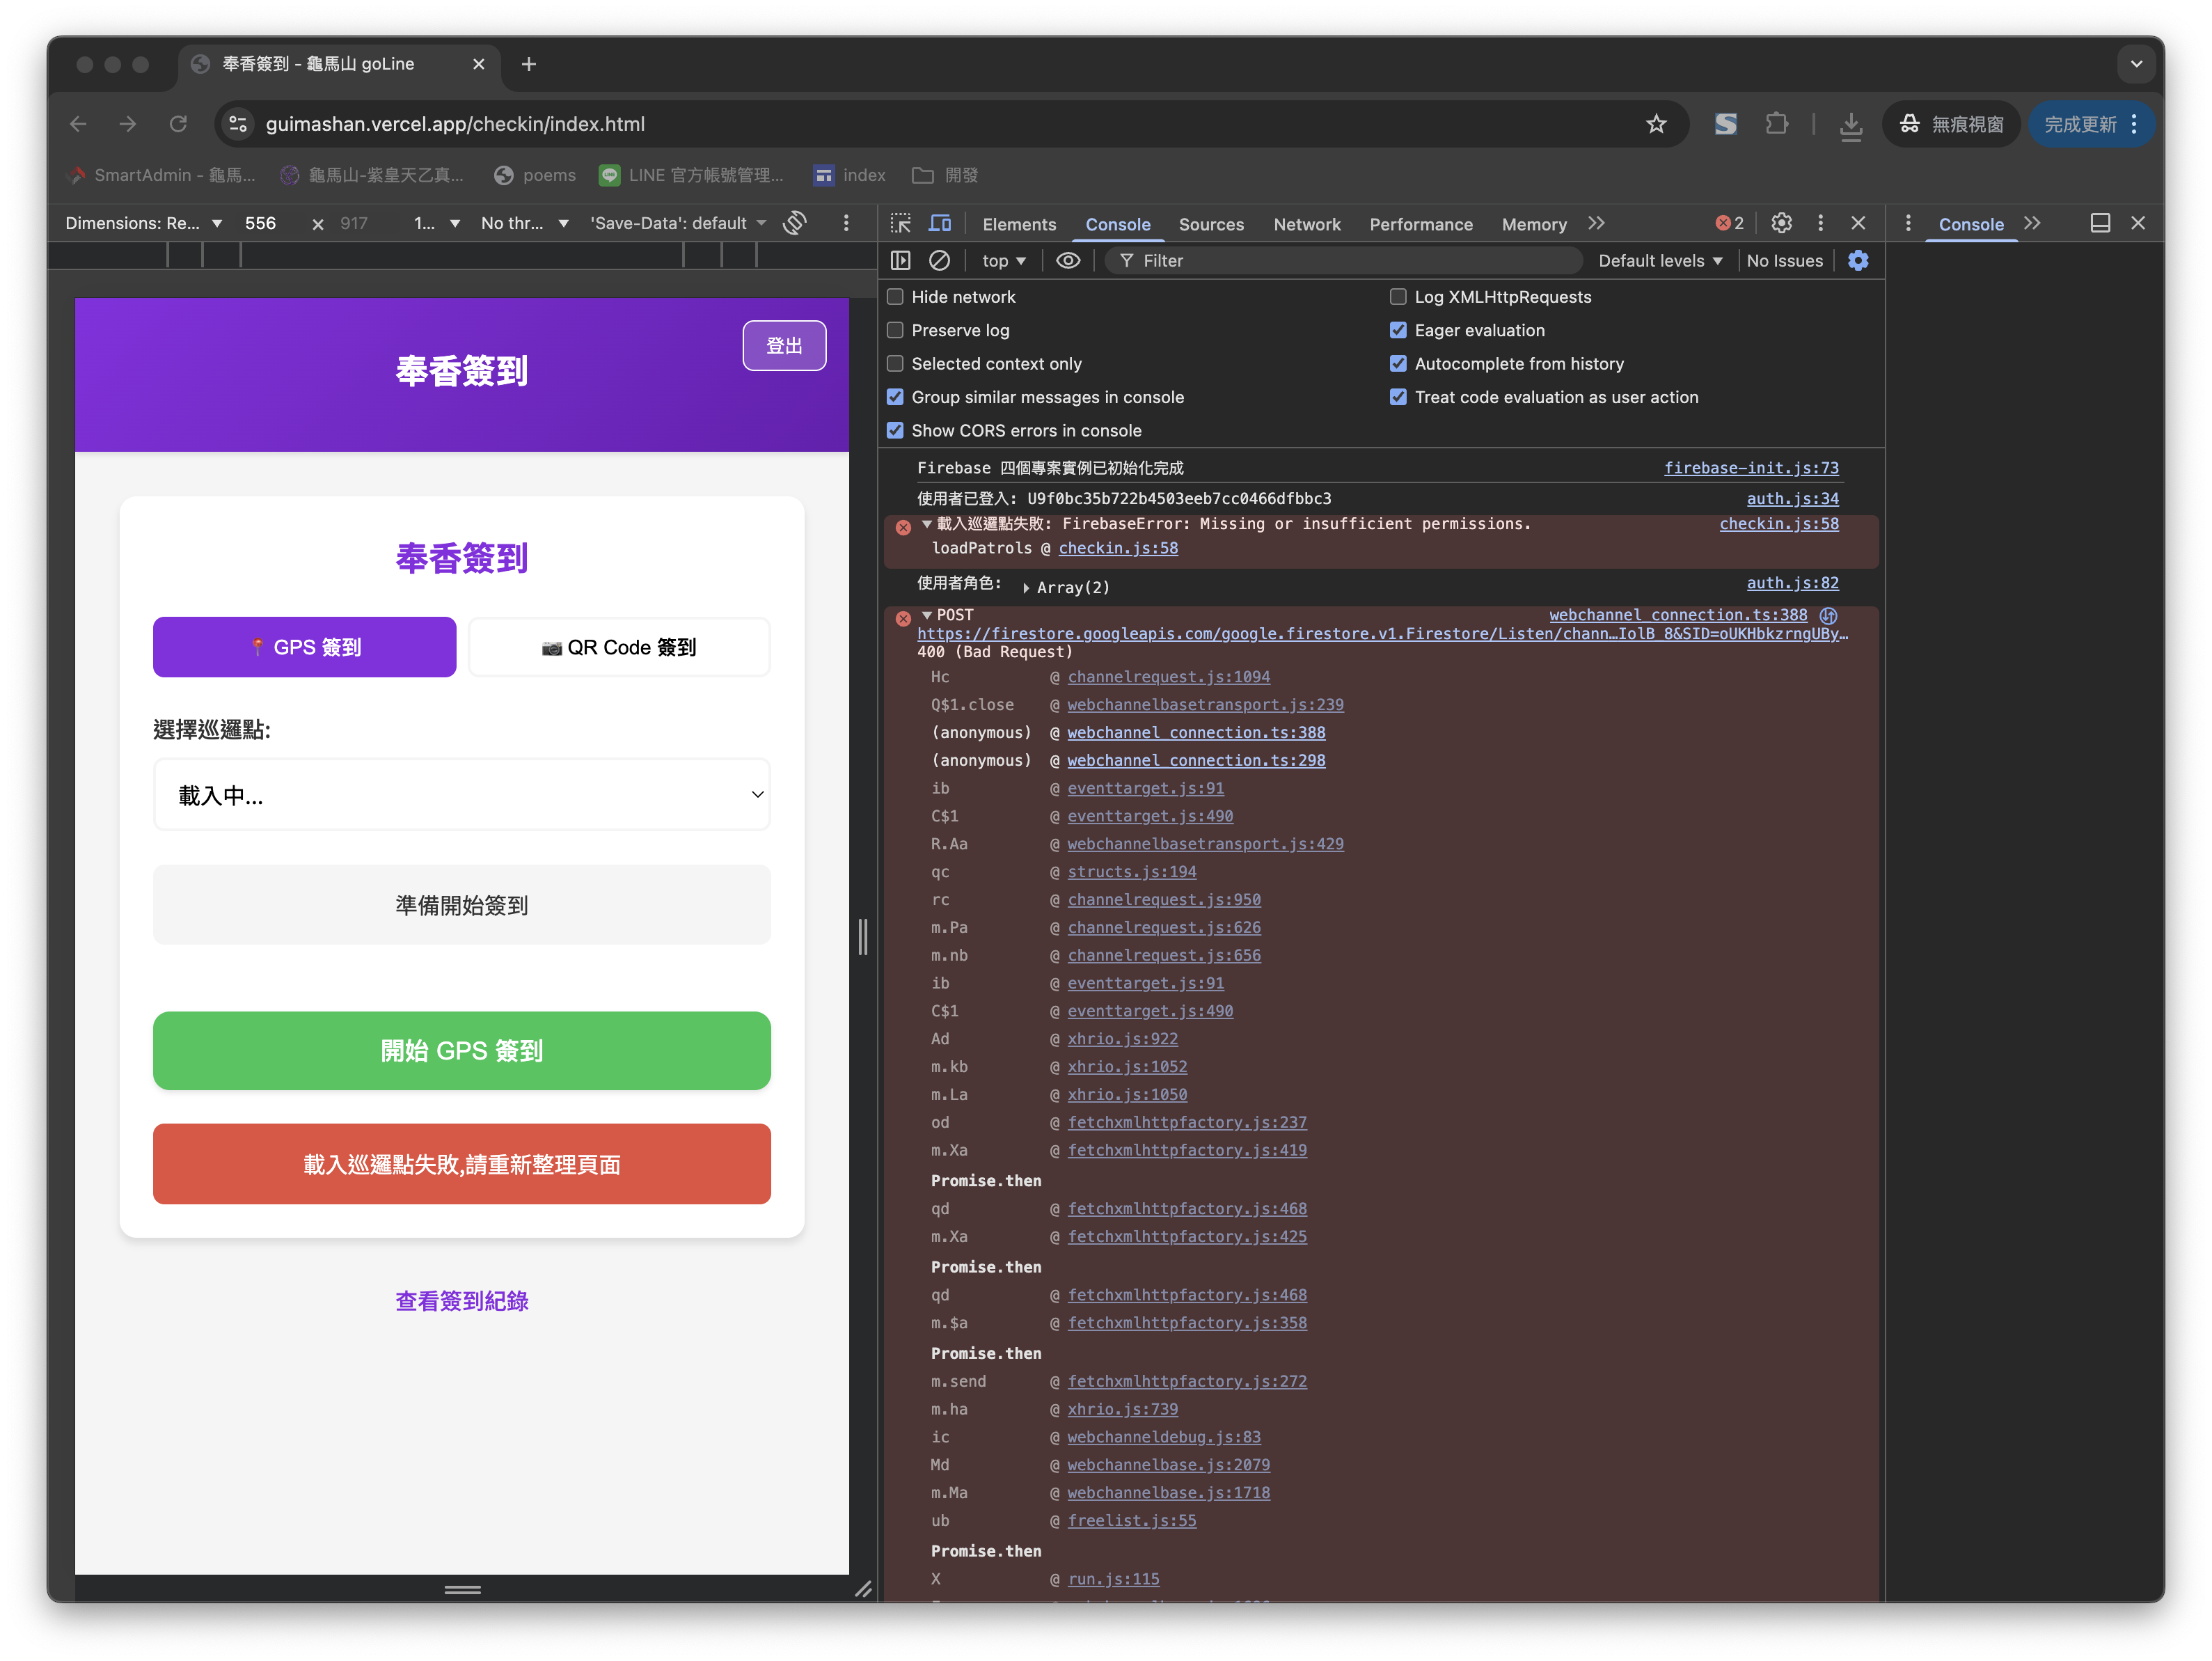 奉香簽到 - 龜馬山 goLine
guimashan.vercel.app/checkin/index.html
無痕視窗
完成更新
SmartAdmin - 龜馬...
龜馬山-紫皇天乙真...
poems
LINE 官方帳號管理...
index
開發
Dimensions: Re...
556
×
917
1...
No thr...
'Save-Data': default
Elements
Console
Sources
Network
Performance
Memory
2
Console
top
Filter
Default levels
No Issues
Hide network
Log XMLHttpRequests
Preserve log
Eager evaluation
Selected context only
Autocomplete from history
Group similar messages in console
Treat code evaluation as user action
Show CORS errors in console
登出
奉香簽到
奉香簽到
GPS 簽到
QR Code 簽到
選擇巡邏點:
載入中...
準備開始簽到
開始 GPS 簽到
載入巡邏點失敗,請重新整理頁面
查看簽到紀錄
Firebase 四個專案實例已初始化完成 firebase-init.js:73
使用者已登入: U9f0bc35b722b4503eeb7cc0466dfbbc3 auth.js:34
載入巡邏點失敗: FirebaseError: Missing or insufficient permissions. checkin.js:58
loadPatrols @ checkin.js:58
使用者角色: Array(2) auth.js:82
POST webchannel_connection.ts:388
https://firestore.googleapis.com/google.firestore.v1.Firestore/Listen/chann…IolB_8&SID=oUKHbkzrngUBy…
400 (Bad Request)
Hc @ channelrequest.js:1094
Q$1.close @ webchannelbasetransport.js:239
(anonymous) @ webchannel_connection.ts:388
(anonymous) @ webchannel_connection.ts:298
ib @ eventtarget.js:91
C$1 @ eventtarget.js:490
R.Aa @ webchannelbasetransport.js:429
qc @ structs.js:194
rc @ channelrequest.js:950
m.Pa @ channelrequest.js:626
m.nb @ channelrequest.js:656
ib @ eventtarget.js:91
C$1 @ eventtarget.js:490
Ad @ xhrio.js:922
m.kb @ xhrio.js:1052
m.La @ xhrio.js:1050
od @ fetchxmlhttpfactory.js:237
m.Xa @ fetchxmlhttpfactory.js:419
Promise.then
qd @ fetchxmlhttpfactory.js:468
m.Xa @ fetchxmlhttpfactory.js:425
Promise.then
qd @ fetchxmlhttpfactory.js:468
m.$a @ fetchxmlhttpfactory.js:358
Promise.then
m.send @ fetchxmlhttpfactory.js:272
m.ha @ xhrio.js:739
ic @ webchanneldebug.js:83
Md @ webchannelbase.js:2079
m.Ma @ webchannelbase.js:1718
ub @ freelist.js:55
Promise.then
X @ run.js:115